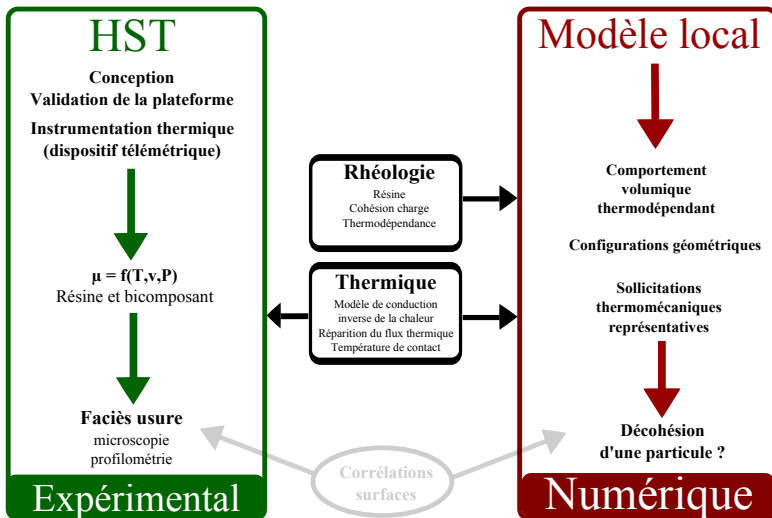 HST
Conception
Validation de la plateforme
Instrumentation thermique
(dispositif télémétrique)
μ = f(T,v,P)
Résine et bicomposant
Faciès usure
microscopie
profilométrie
Expérimental
Rhéologie
Résine
Cohésion charge
Thermodépendance
Thermique
Modèle de conduction
inverse de la chaleur
Réparition du flux thermique
Température de contact
Corrélations
surfaces
Modèle local
Comportement
volumique
thermodépendant
Configurations géométriques
Sollicitations
thermomécaniques
représentatives
Décohésion
d'une particule ?
Numérique